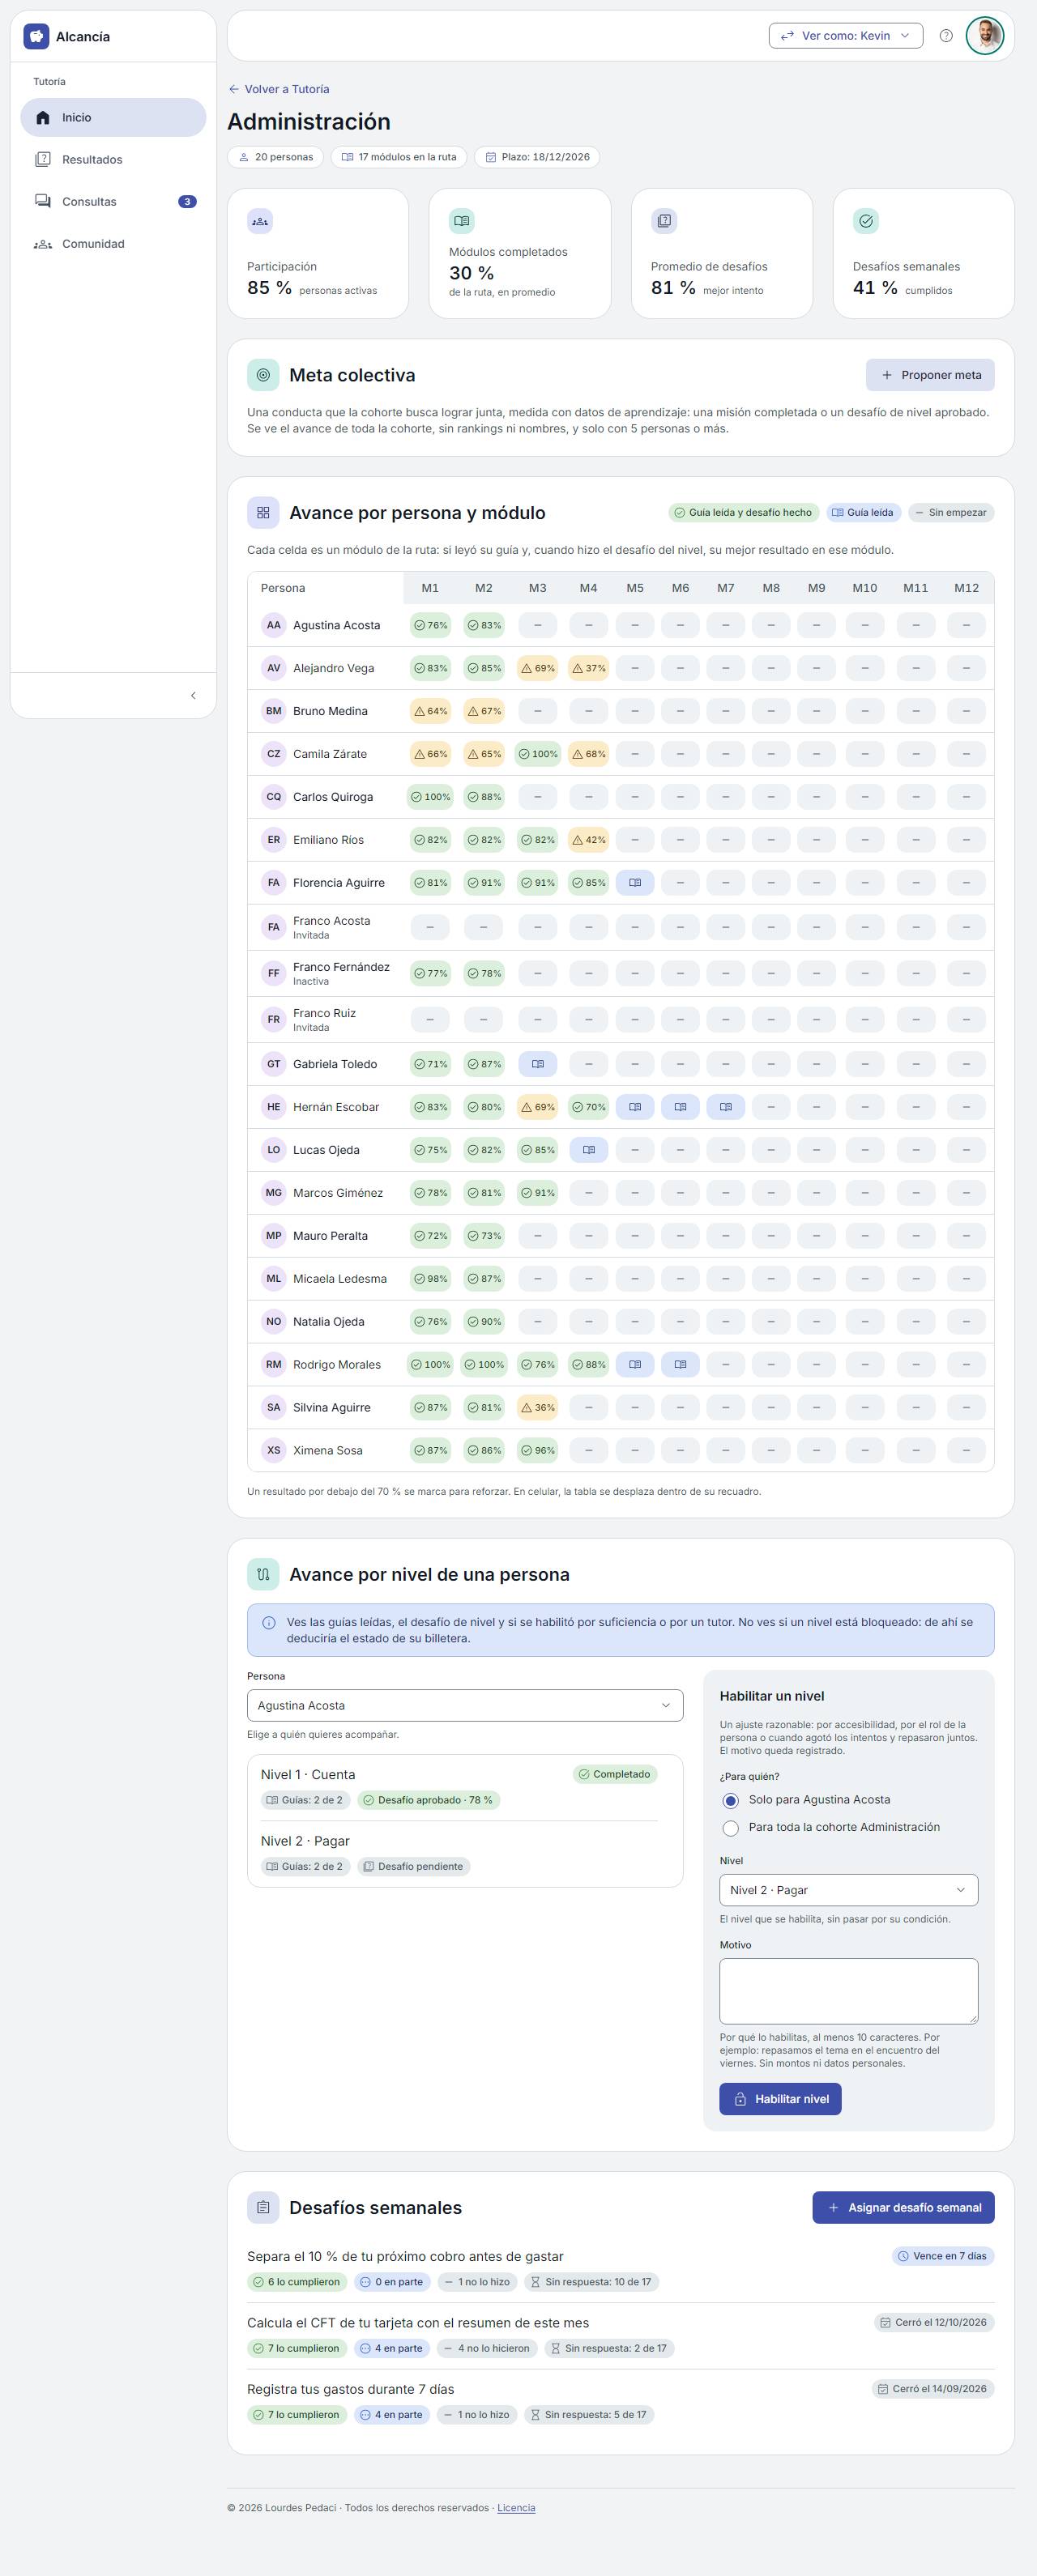 Alcancía
Ver como: Kevin
Tutoría
Inicio
Resultados
Consultas 3
Comunidad
Volver a Tutoría
Administración
20 personas 17 módulos en la ruta Plazo: 18/12/2026
Participación
85 % personas activas
Módulos completados
30 %
de la ruta, en promedio
Promedio de desafíos
81 % mejor intento
Desafíos semanales
41 % cumplidos
Meta colectiva
Proponer meta
Una conducta que la cohorte busca lograr junta, medida con datos de aprendizaje: una misión completada o un desafío de nivel aprobado.
Se ve el avance de toda la cohorte, sin rankings ni nombres, y solo con 5 personas o más.
Avance por persona y módulo
Guía leída y desafío hecho Guía leída – Sin empezar
Cada celda es un módulo de la ruta: si leyó su guía y, cuando hizo el desafío del nivel, su mejor resultado en ese módulo.
Persona M1 M2 M3 M4 M5 M6 M7 M8 M9 M10 M11 M12
AA Agustina Acosta 76% 83% – – – – – – – – – –
AV Alejandro Vega 83% 85% 69% 37% – – – – – – – –
BM Bruno Medina 64% 67% – – – – – – – – – –
CZ Camila Zárate 66% 65% 100% 68% – – – – – – – –
CQ Carlos Quiroga 100% 88% – – – – – – – – – –
ER Emiliano Ríos 82% 82% 82% 42% – – – – – – – –
FA Florencia Aguirre 81% 91% 91% 85% – – – – – – –
FA Franco Acosta – – – – – – – – – – – –
Invitada
FF Franco Fernández 77% 78% – – – – – – – – – –
Inactiva
FR Franco Ruiz – – – – – – – – – – – –
Invitada
GT Gabriela Toledo 71% 87% – – – – – – – – –
HE Hernán Escobar 83% 80% 69% 70% – – – – –
LO Lucas Ojeda 75% 82% 85% – – – – – – – –
MG Marcos Giménez 78% 81% 91% – – – – – – – – –
MP Mauro Peralta 72% 73% – – – – – – – – – –
ML Micaela Ledesma 98% 87% – – – – – – – – – –
NO Natalia Ojeda 76% 90% – – – – – – – – – –
RM Rodrigo Morales 100% 100% 76% 88% – – – – – –
SA Silvina Aguirre 87% 81% 36% – – – – – – – – –
XS Ximena Sosa 87% 86% 96% – – – – – – – – –
Un resultado por debajo del 70 % se marca para reforzar. En celular, la tabla se desplaza dentro de su recuadro.
Avance por nivel de una persona
Ves las guías leídas, el desafío de nivel y si se habilitó por suficiencia o por un tutor. No ves si un nivel está bloqueado: de ahí se
deduciría el estado de su billetera.
Persona
Agustina Acosta
Elige a quién quieres acompañar.
Nivel 1 · Cuenta Completado
Guías: 2 de 2 Desafío aprobado · 78 %
Nivel 2 · Pagar
Guías: 2 de 2 Desafío pendiente
Habilitar un nivel
Un ajuste razonable: por accesibilidad, por el rol de la
persona o cuando agotó los intentos y repasaron juntos.
El motivo queda registrado.
¿Para quién?
Solo para Agustina Acosta
Para toda la cohorte Administración
Nivel
Nivel 2 · Pagar
El nivel que se habilita, sin pasar por su condición.
Motivo
Por qué lo habilitas, al menos 10 caracteres. Por
ejemplo: repasamos el tema en el encuentro del
viernes. Sin montos ni datos personales.
Habilitar nivel
Desafíos semanales
Asignar desafío semanal
Separa el 10 % de tu próximo cobro antes de gastar Vence en 7 días
6 lo cumplieron 0 en parte – 1 no lo hizo Sin respuesta: 10 de 17
Calcula el CFT de tu tarjeta con el resumen de este mes Cerró el 12/10/2026
7 lo cumplieron 4 en parte – 4 no lo hicieron Sin respuesta: 2 de 17
Registra tus gastos durante 7 días Cerró el 14/09/2026
7 lo cumplieron 4 en parte – 1 no lo hizo Sin respuesta: 5 de 17
© 2026 Lourdes Pedaci · Todos los derechos reservados · Licencia